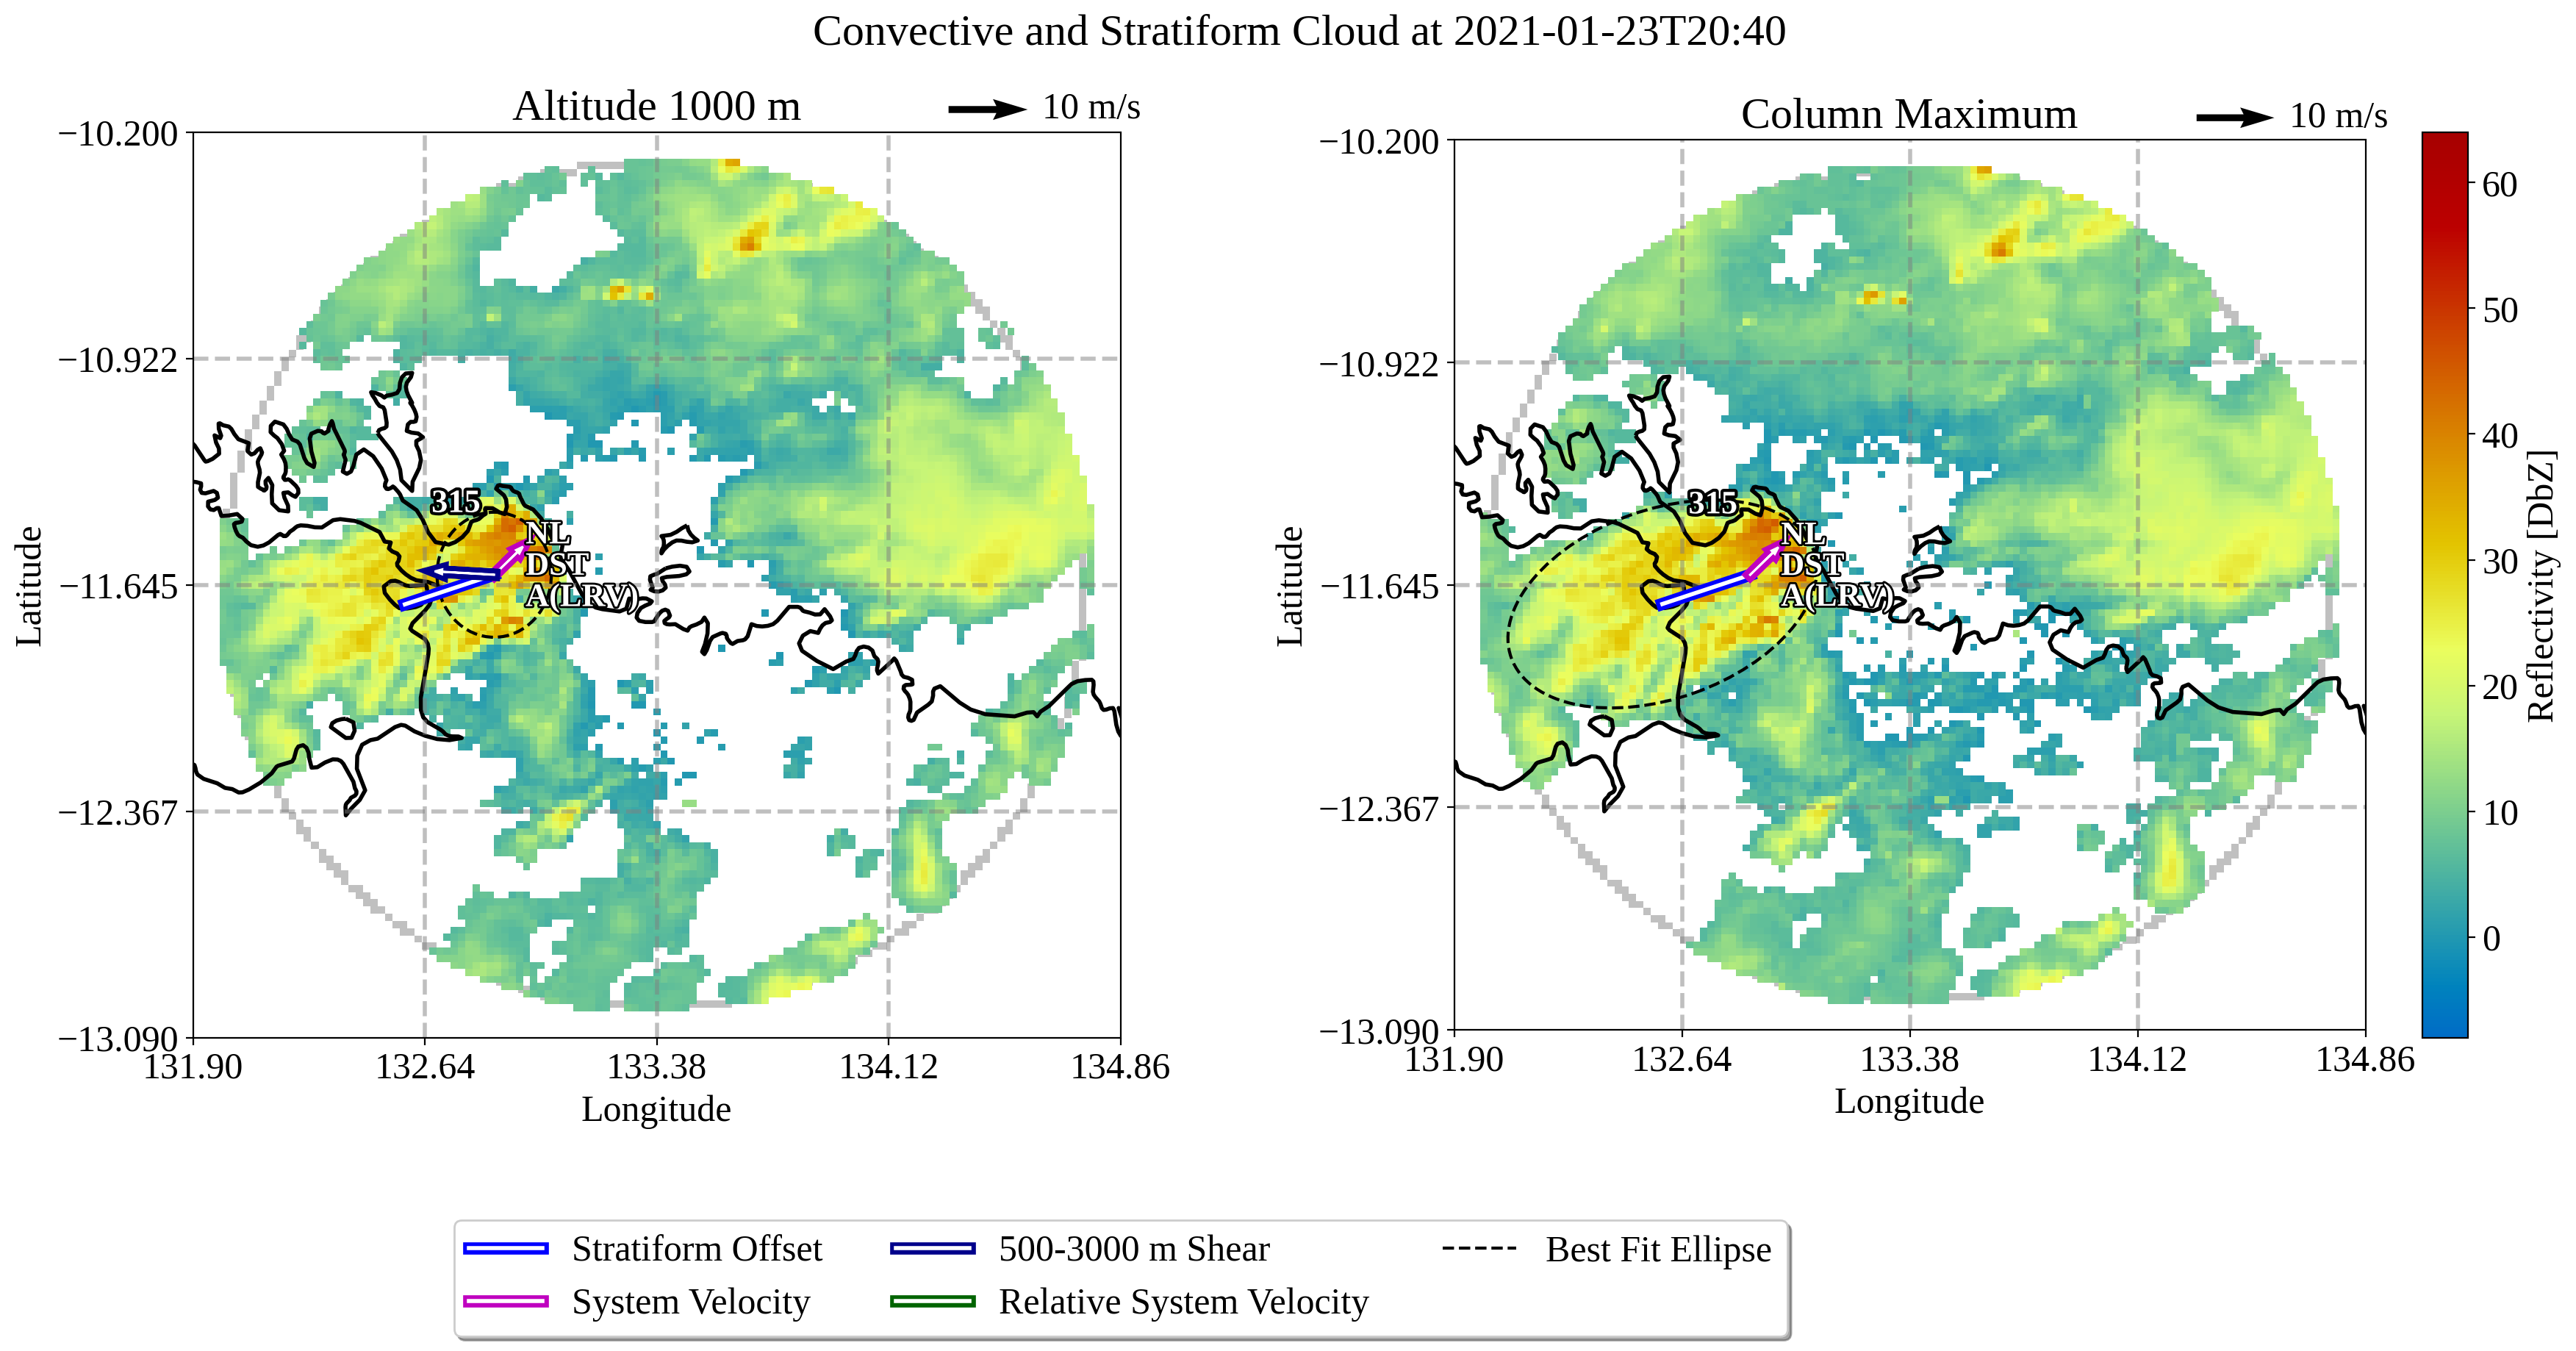 Convective and Stratiform Cloud at 2021-01-23T20:40
Altitude 1000 m
10 m/s
−10.200
−10.922
−11.645
−12.367
−13.090
131.90
132.64
133.38
134.12
134.86
Latitude
Longitude
315
NL
DST
A(LRV)
Column Maximum
10 m/s
−10.200
−10.922
−11.645
−12.367
−13.090
131.90
132.64
133.38
134.12
134.86
Latitude
Longitude
315
NL
DST
A(LRV)
60
50
40
30
20
10
0
Reflectivity [DbZ]
Stratiform Offset
500-3000 m Shear
Best Fit Ellipse
System Velocity
Relative System Velocity